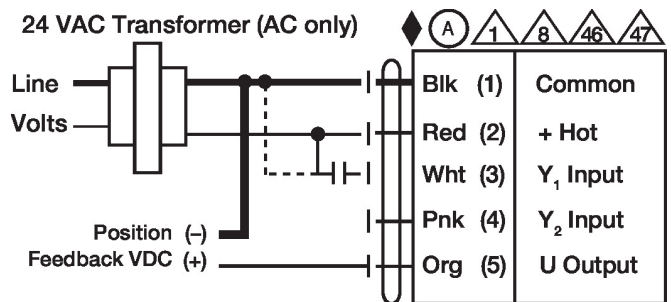 24 VAC Transformer (AC only)
A 1 8 46 47
Line
Volts
Blk (1) Common
Red (2) + Hot
Wht (3) Y₁ Input
Pnk (4) Y₂ Input
Position (–)
Feedback VDC (+)
Org (5) U Output